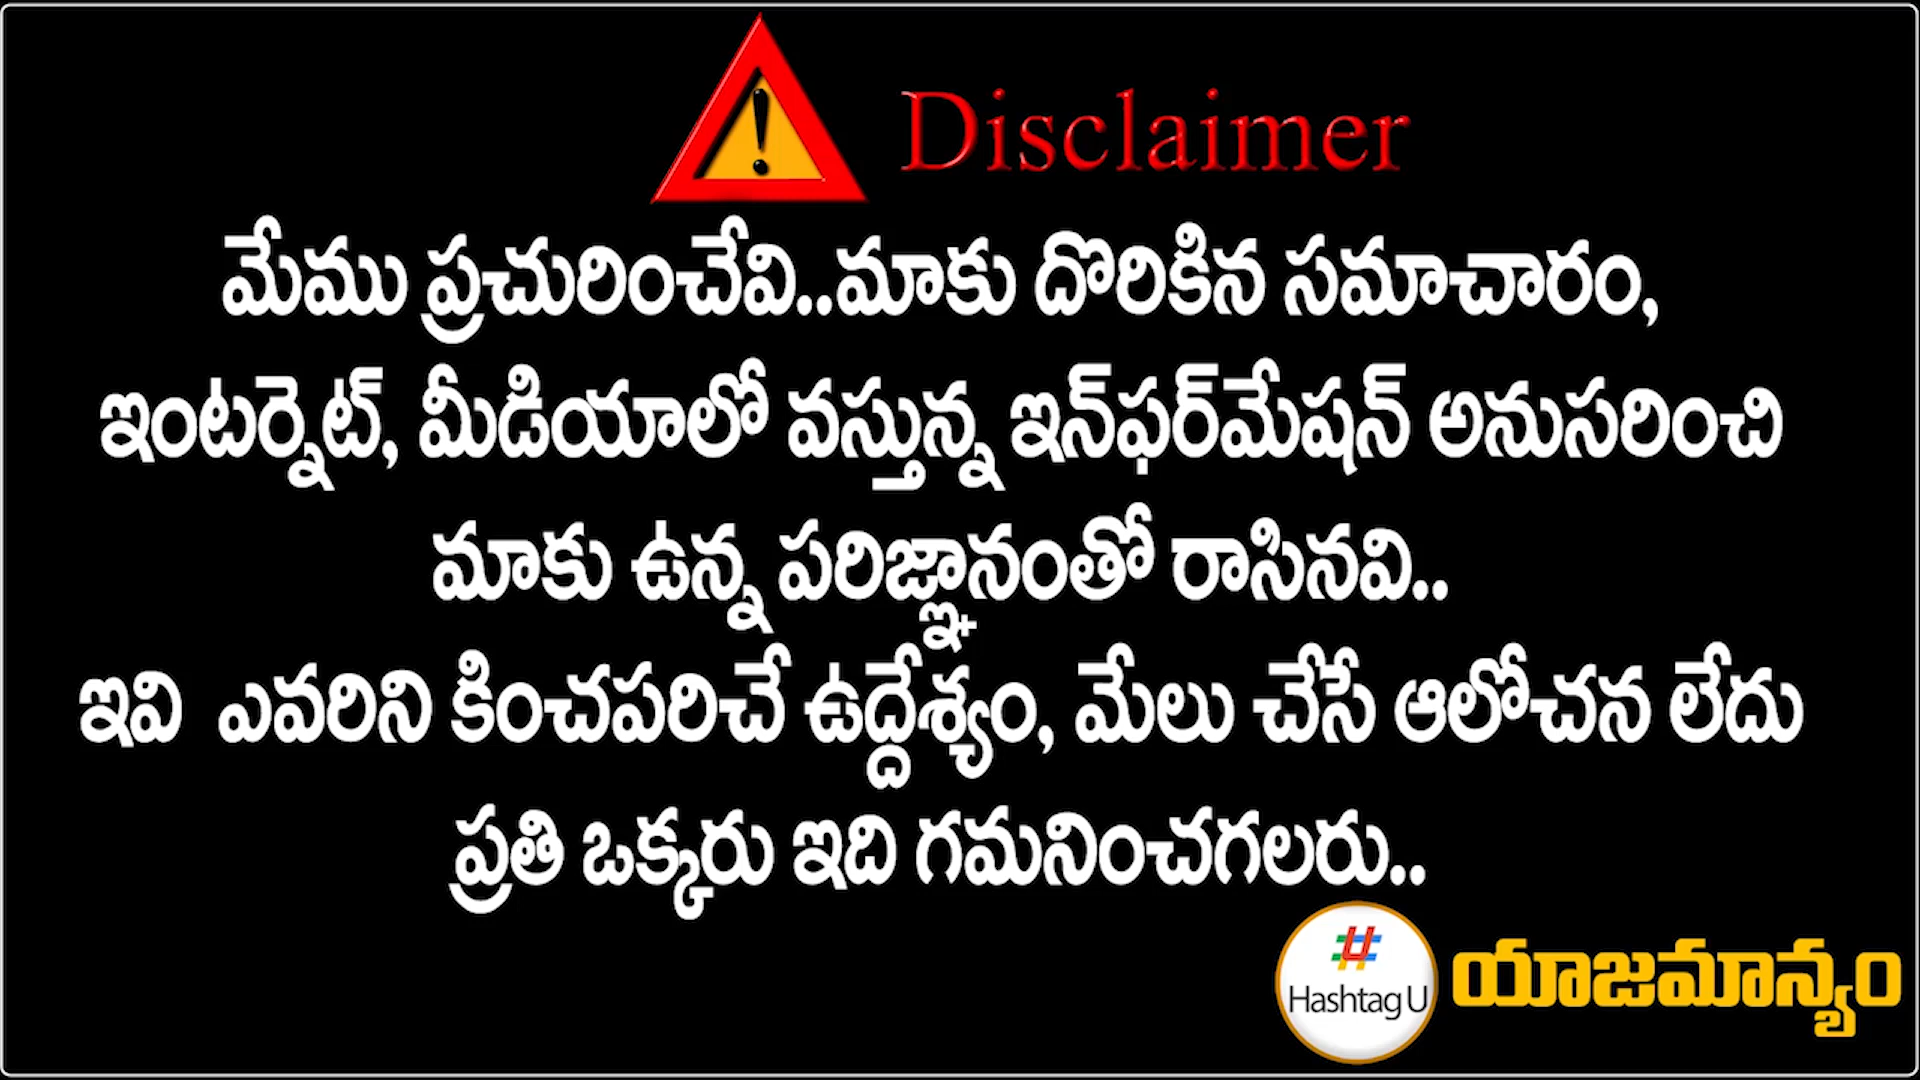 Disclaimer
మేము ప్రచురించేవి..మాకు దొరికిన సమాచారం,
ఇంటర్నెట్, మీడియాలో వస్తున్న ఇన్‌ఫర్‌మేషన్ అనుసరించి
మాకు ఉన్న పరిజ్ఞానంతో రాసినవి..
ఇవి ఎవరిని కించపరిచే ఉద్దేశ్యం, మేలు చేసే ఆలోచన లేదు
ప్రతి ఒక్కరు ఇది గమనించగలరు..
Hashtag U యాజమాన్యం